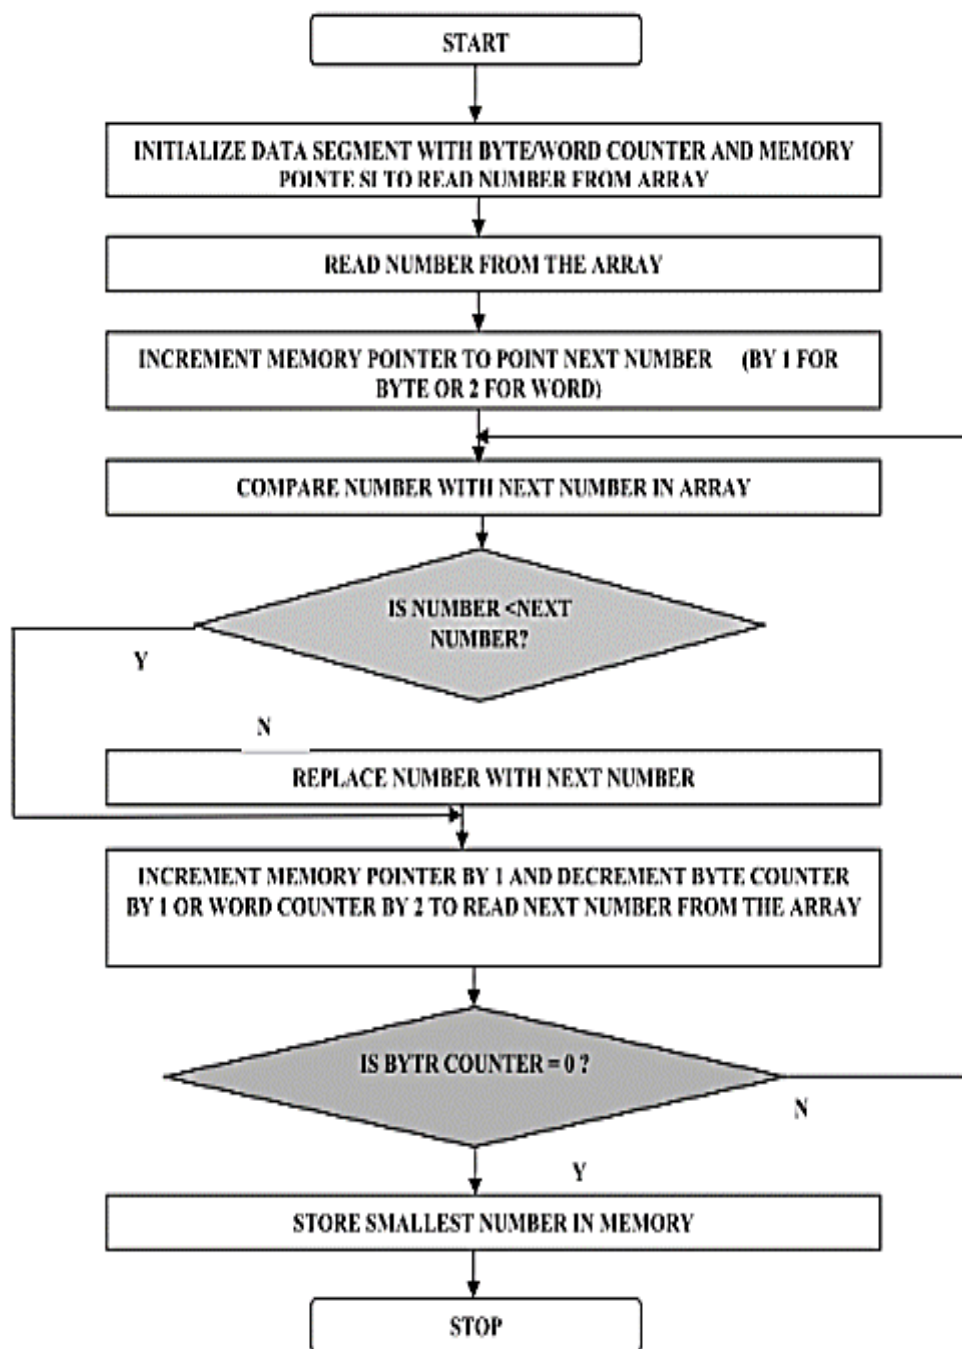 START
INITIALIZE DATA SEGMENT WITH BYTE/WORD COUNTER AND MEMORY
POINTE SI TO READ NUMBER FROM ARRAY
READ NUMBER FROM THE ARRAY
INCREMENT MEMORY POINTER TO POINT NEXT NUMBER (BY 1 FOR
BYTE OR 2 FOR WORD)
COMPARE NUMBER WITH NEXT NUMBER IN ARRAY
IS NUMBER <NEXT
NUMBER?
Y
N
REPLACE NUMBER WITH NEXT NUMBER
INCREMENT MEMORY POINTER BY 1 AND DECREMENT BYTE COUNTER
BY 1 OR WORD COUNTER BY 2 TO READ NEXT NUMBER FROM THE ARRAY
IS BYTR COUNTER = 0 ?
N
Y
STORE SMALLEST NUMBER IN MEMORY
STOP